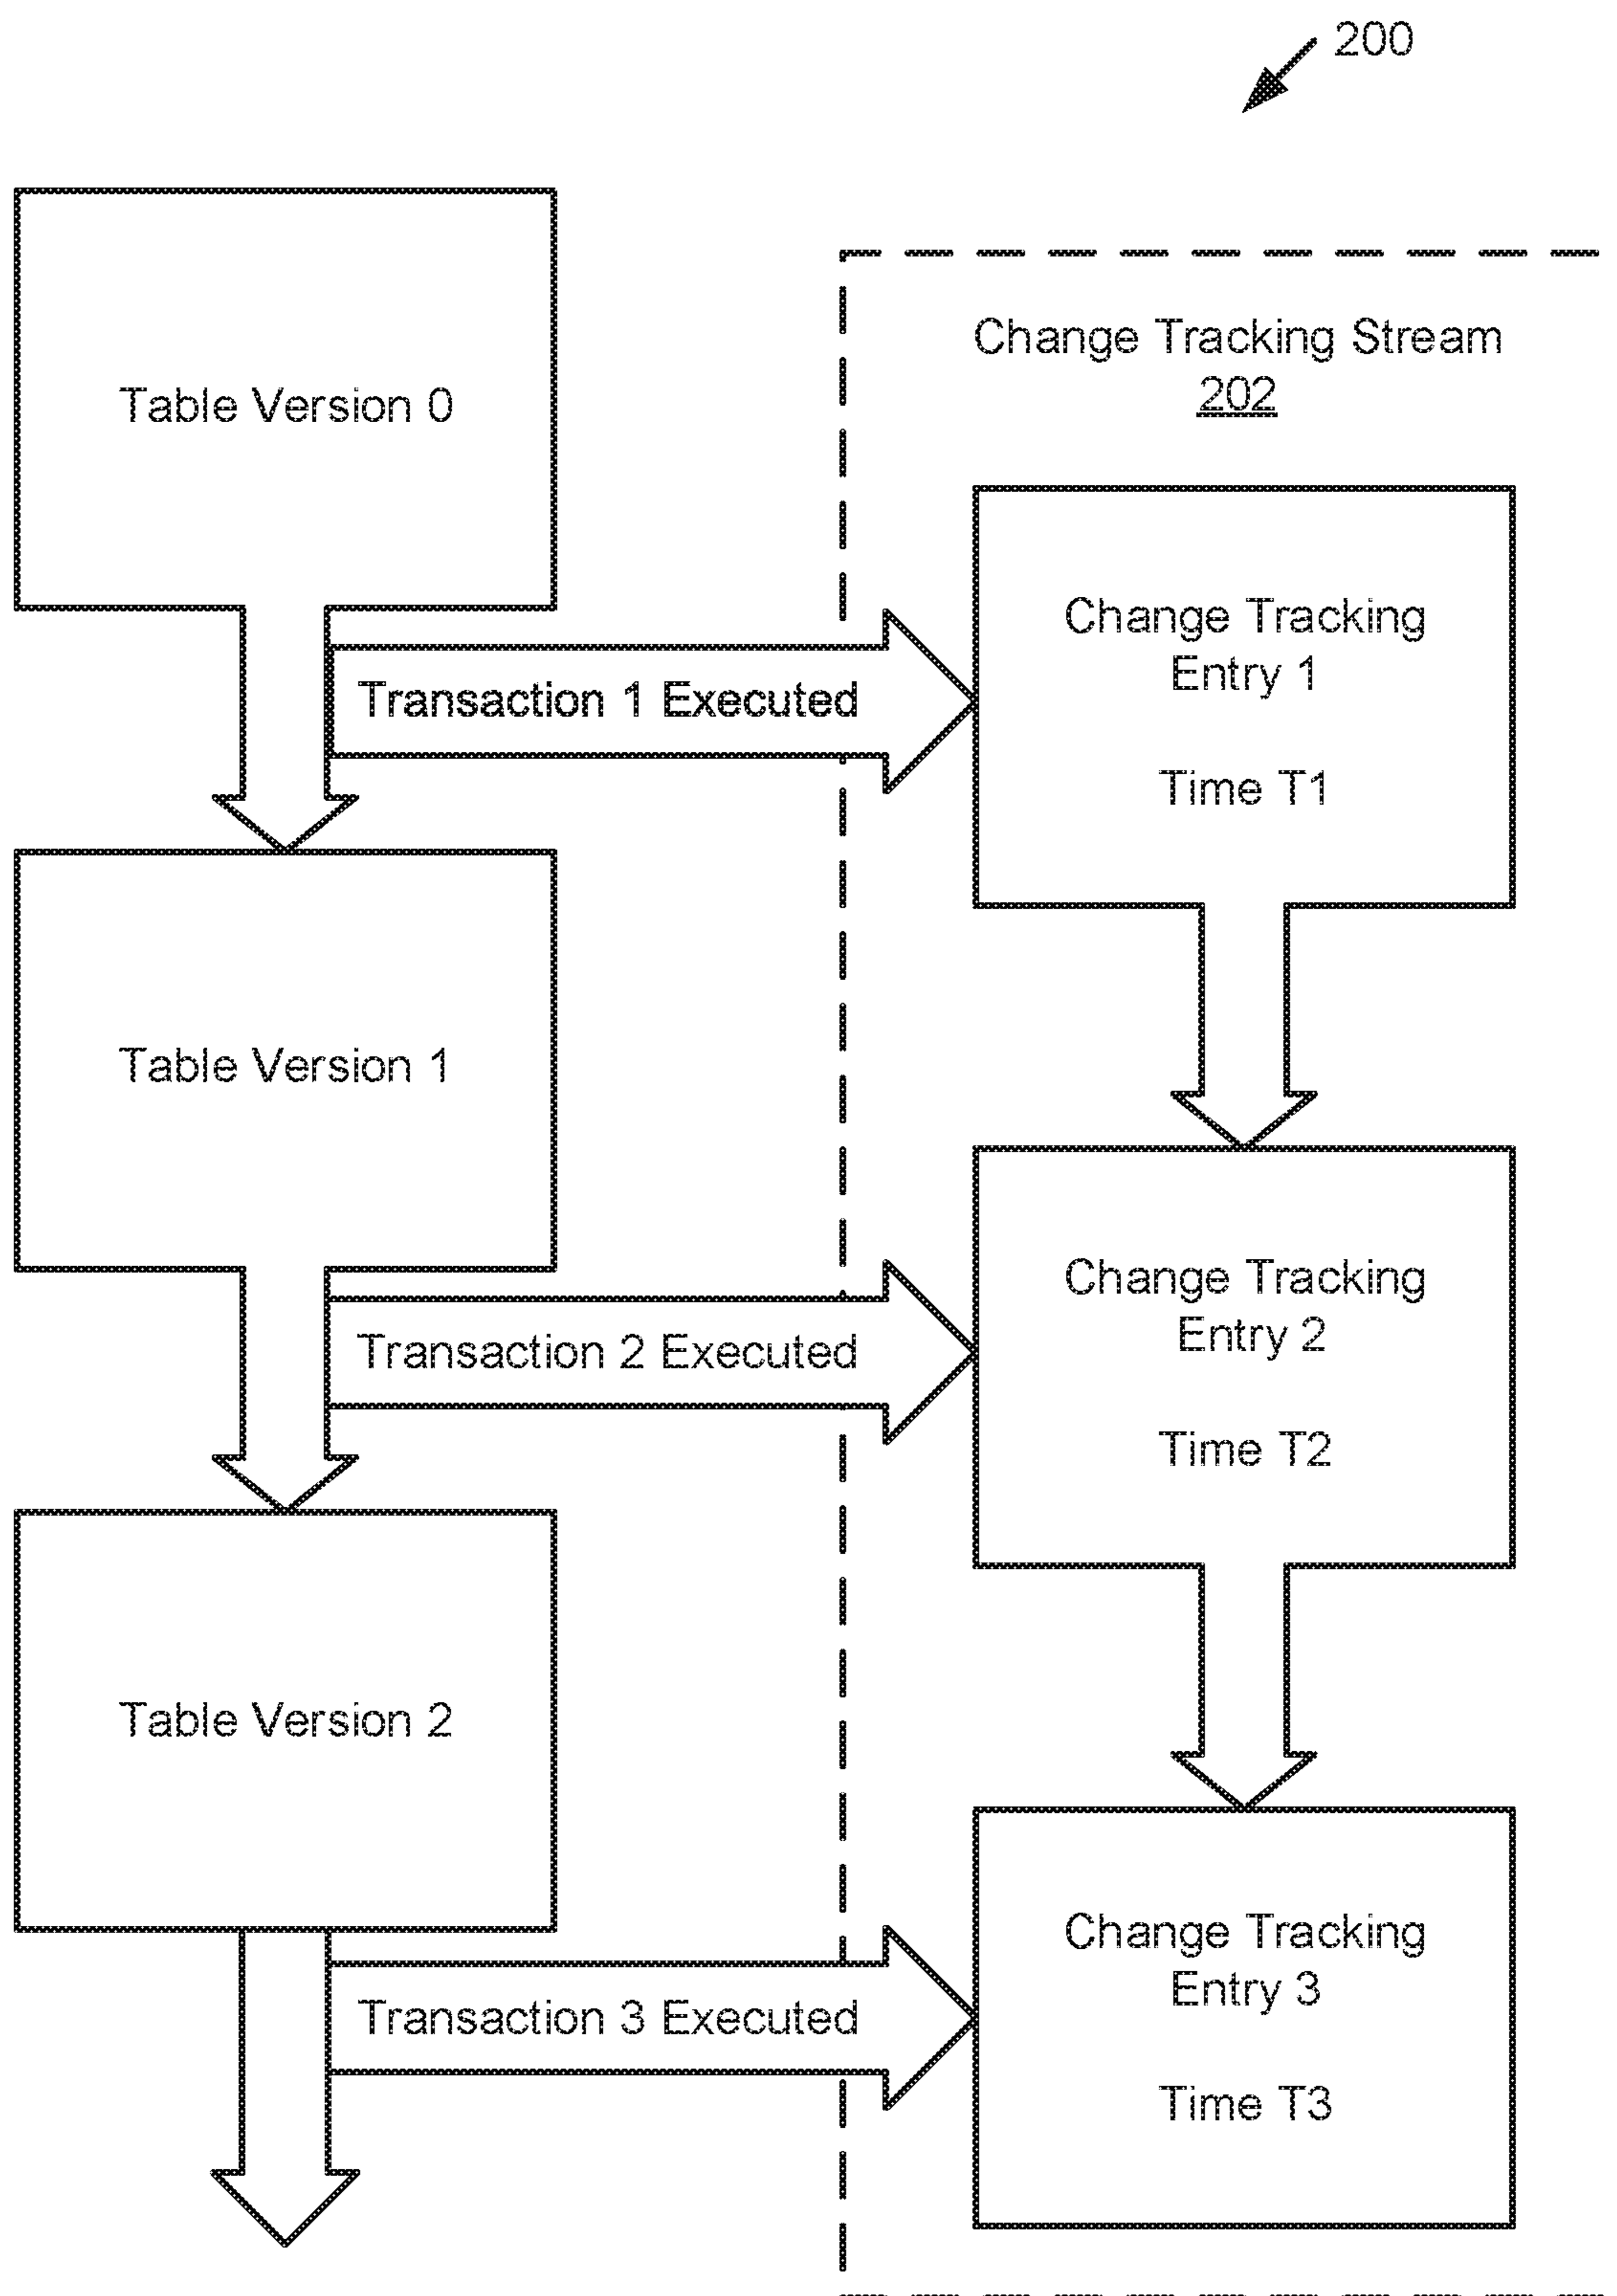 200
Table Version 0
Change Tracking Stream
202
Change Tracking
Entry 1
Time T1
Transaction 1 Executed
Table Version 1
Change Tracking
Entry 2
Time T2
Transaction 2 Executed
Table Version 2
Change Tracking
Entry 3
Time T3
Transaction 3 Executed